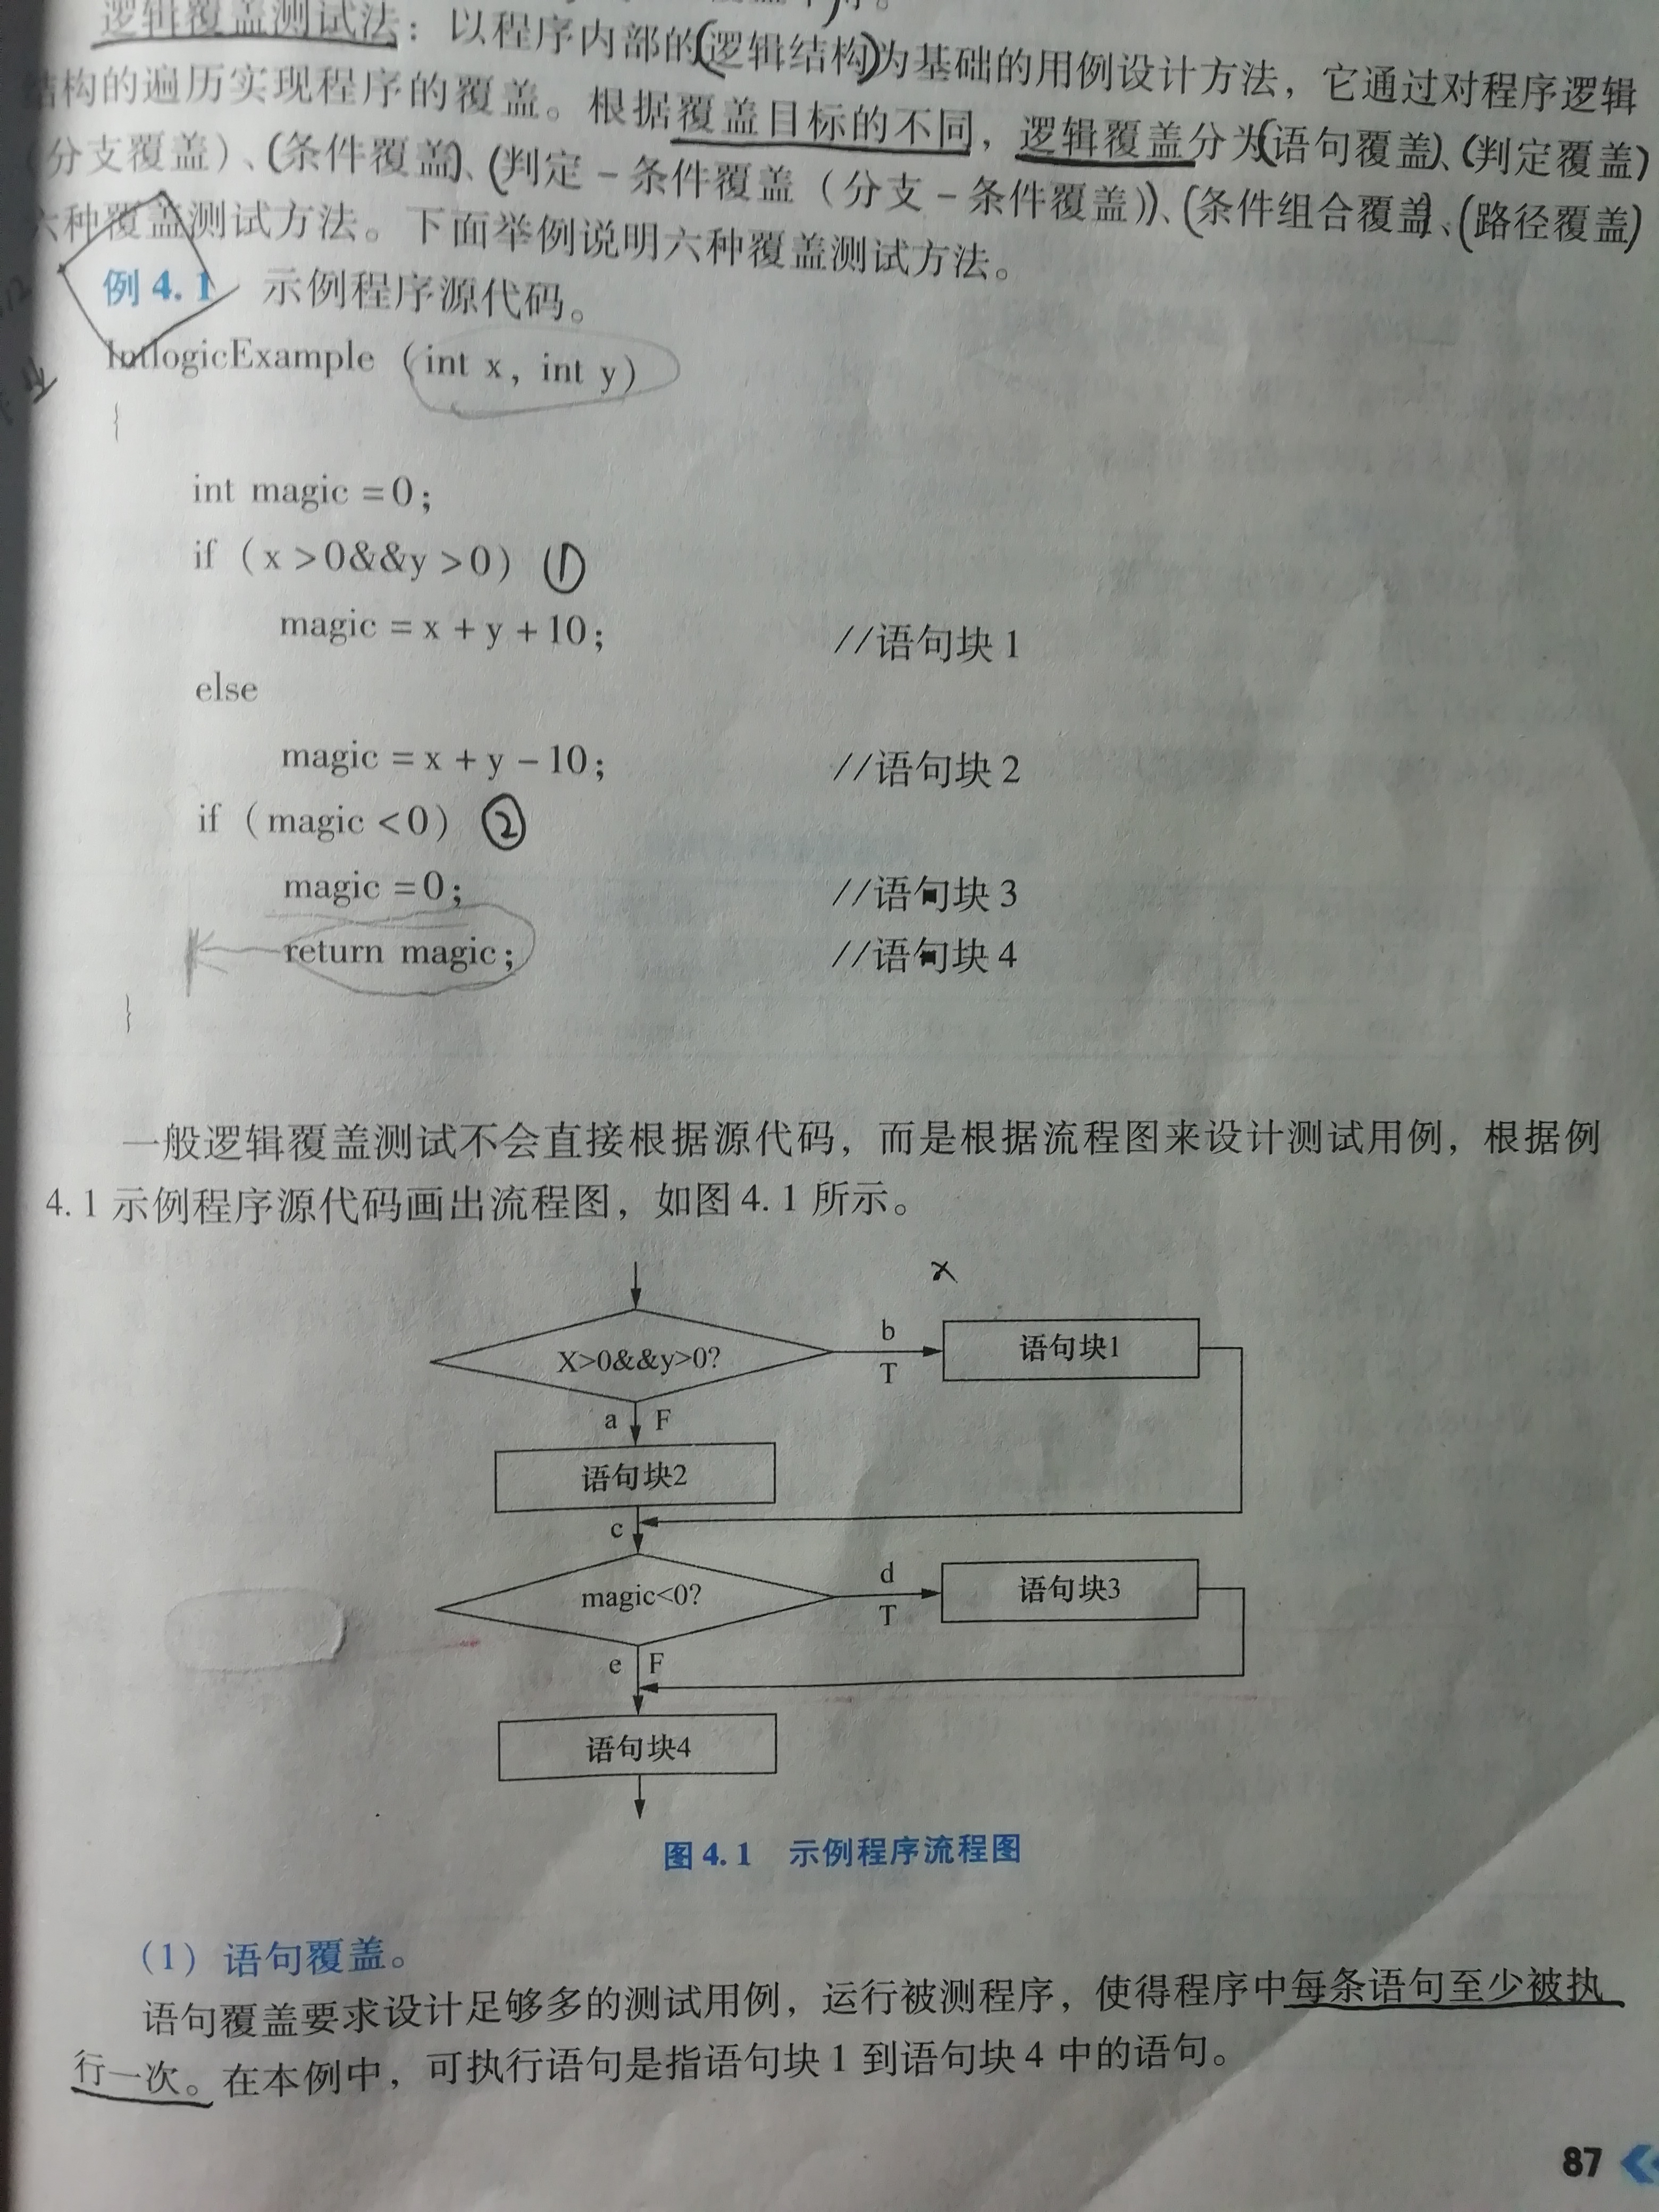 逻辑覆盖测试法：以程序内部的(逻辑结构)为基础的用例设计方法，它通过对程序逻辑
结构的遍历实现程序的覆盖。根据覆盖目标的不同，逻辑覆盖分为(语句覆盖)、(判定覆盖)
（分支覆盖）、(条件覆盖)、(判定－条件覆盖（分支－条件覆盖）)、(条件组合覆盖)、(路径覆盖)
六种覆盖测试方法。下面举例说明六种覆盖测试方法。
例 4.1 示例程序源代码。
IntlogicExample (int x, int y)
{
int magic =0;
if (x >0&&y >0) ①
magic = x + y +10; //语句块 1
else
magic = x + y −10; //语句块 2
if (magic <0) ②
magic =0; //语句块 3
return magic; //语句块 4
}
一般逻辑覆盖测试不会直接根据源代码，而是根据流程图来设计测试用例，根据例
4.1 示例程序源代码画出流程图，如图 4.1 所示。
X>0&&y>0?
b
T
语句块1
a F
语句块2
c
magic<0?
d
T
语句块3
e F
语句块4
图 4.1 示例程序流程图
（1）语句覆盖。
语句覆盖要求设计足够多的测试用例，运行被测程序，使得程序中每条语句至少被执
行一次。在本例中，可执行语句是指语句块 1 到语句块 4 中的语句。
87